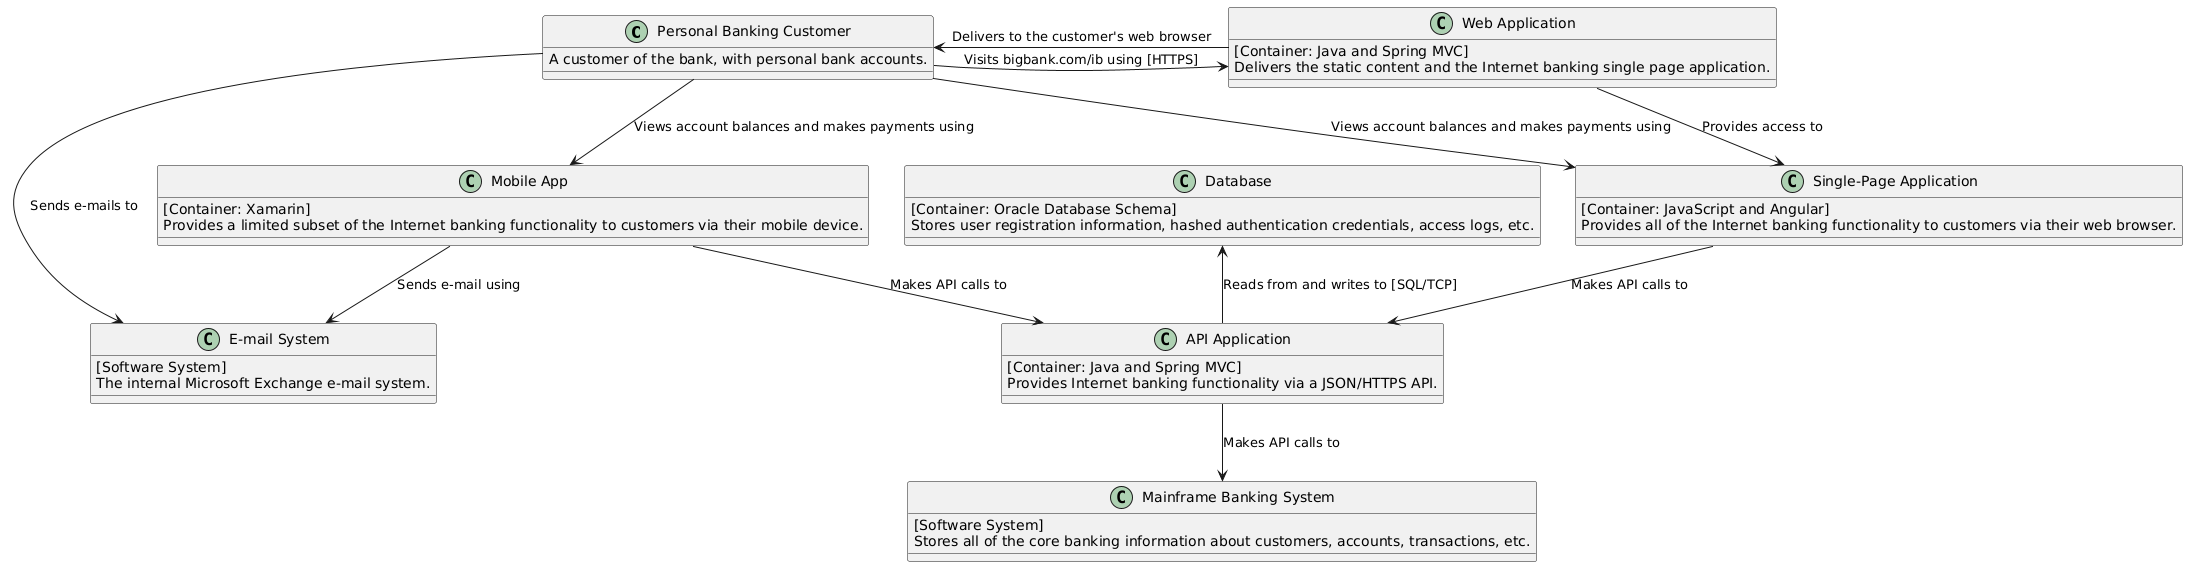 C Personal Banking Customer
A customer of the bank, with personal bank accounts.
C Web Application
[Container: Java and Spring MVC]
Delivers the static content and the Internet banking single page application.
Delivers to the customer's web browser
Visits bigbank.com/ib using [HTTPS]
Views account balances and makes payments using
Views account balances and makes payments using
Provides access to
Sends e-mails to
C Mobile App
[Container: Xamarin]
Provides a limited subset of the Internet banking functionality to customers via their mobile device.
C Database
[Container: Oracle Database Schema]
Stores user registration information, hashed authentication credentials, access logs, etc.
C Single-Page Application
[Container: JavaScript and Angular]
Provides all of the Internet banking functionality to customers via their web browser.
Sends e-mail using
Makes API calls to
Reads from and writes to [SQL/TCP]
Makes API calls to
C E-mail System
[Software System]
The internal Microsoft Exchange e-mail system.
C API Application
[Container: Java and Spring MVC]
Provides Internet banking functionality via a JSON/HTTPS API.
Makes API calls to
C Mainframe Banking System
[Software System]
Stores all of the core banking information about customers, accounts, transactions, etc.